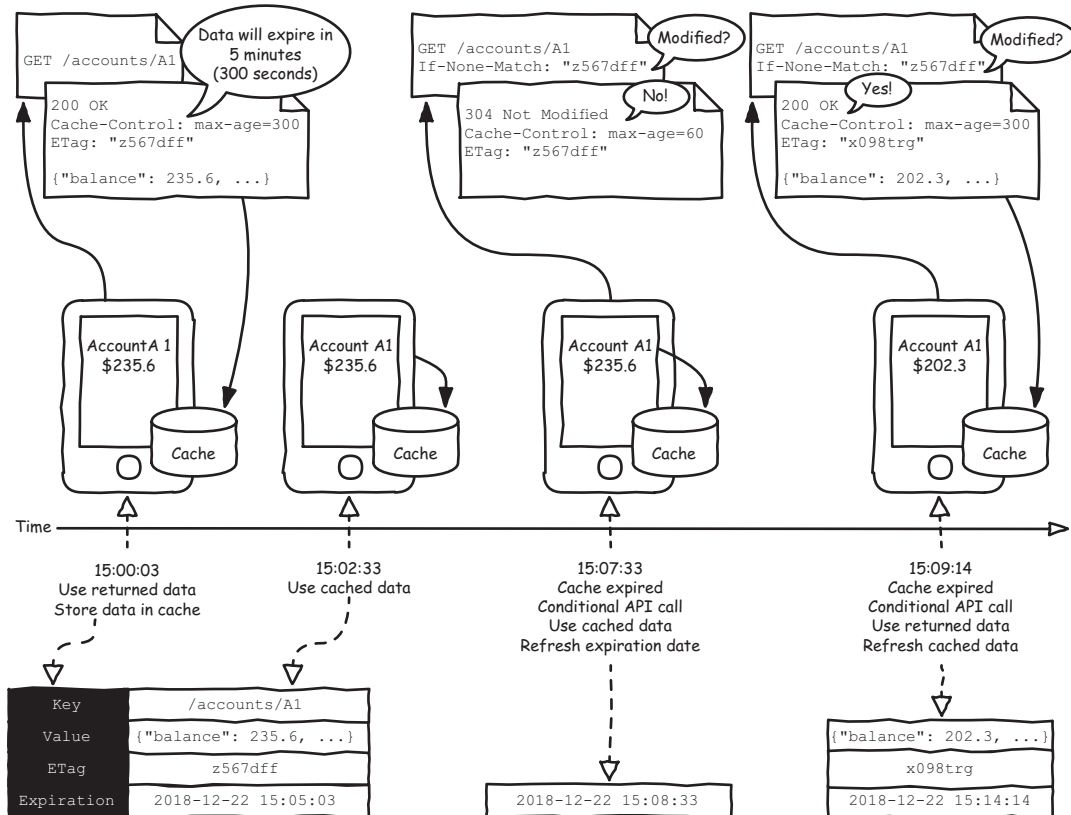 GET /accounts/A1
Data will expire in
5 minutes
(300 seconds)
200 OK
Cache-Control: max-age=300
ETag: "z567dff"
{"balance": 235.6, ...}
GET /accounts/A1
If-None-Match: "z567dff"
Modified?
No!
304 Not Modified
Cache-Control: max-age=60
ETag: "z567dff"
GET /accounts/A1
If-None-Match: "z567dff"
Modified?
Yes!
200 OK
Cache-Control: max-age=300
ETag: "x098trg"
{"balance": 202.3, ...}
AccountA 1
$235.6
Cache
Account A1
$235.6
Cache
Account A1
$235.6
Cache
Account A1
$202.3
Cache
Time
15:00:03
Use returned data
Store data in cache
15:02:33
Use cached data
15:07:33
Cache expired
Conditional API call
Use cached data
Refresh expiration date
15:09:14
Cache expired
Conditional API call
Use returned data
Refresh cached data
Key /accounts/A1
Value {"balance": 235.6, ...} {"balance": 202.3, ...}
ETag z567dff x098trg
Expiration 2018-12-22 15:05:03 2018-12-22 15:08:33 2018-12-22 15:14:14